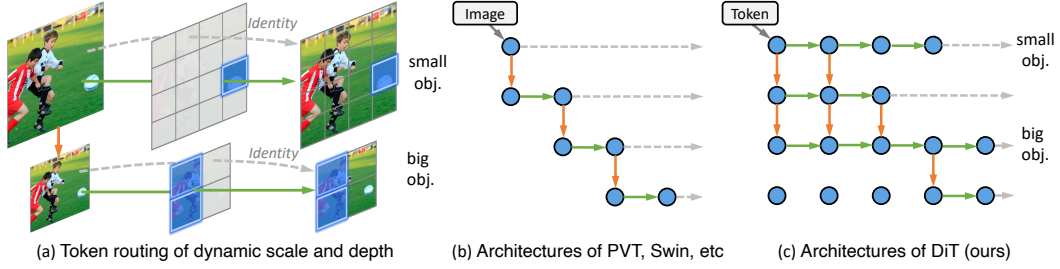 Identity
small
obj.
Identity
big
obj.
(a) Token routing of dynamic scale and depth
Image
(b) Architectures of PVT, Swin, etc
Token
small
obj.
big
obj.
(c) Architectures of DiT (ours)